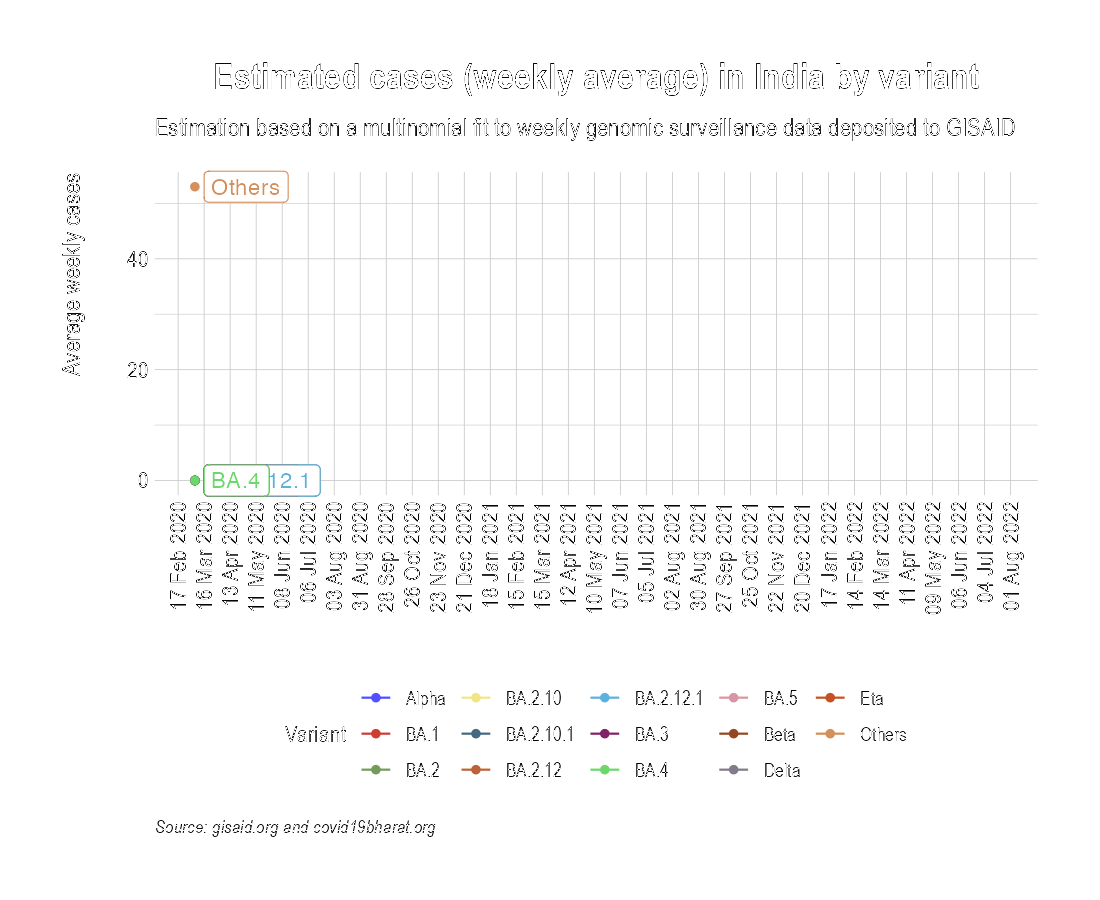 Estimated cases (weekly average) in India by variant
Estimation based on a multinomial fit to weekly genomic surveillance data deposited to GISAID
Average weekly cases
Others
40
20
0
BA.4
12.1
17 Feb 2020
16 Mar 2020
13 Apr 2020
11 May 2020
08 Jun 2020
06 Jul 2020
03 Aug 2020
31 Aug 2020
28 Sep 2020
26 Oct 2020
23 Nov 2020
21 Dec 2020
18 Jan 2021
15 Feb 2021
15 Mar 2021
12 Apr 2021
10 May 2021
07 Jun 2021
05 Jul 2021
02 Aug 2021
30 Aug 2021
27 Sep 2021
25 Oct 2021
22 Nov 2021
20 Dec 2021
17 Jan 2022
14 Feb 2022
14 Mar 2022
11 Apr 2022
09 May 2022
06 Jun 2022
04 Jul 2022
01 Aug 2022
Alpha BA.2.10 BA.2.12.1 BA.5 Eta
Variant BA.1 BA.2.10.1 BA.3 Beta Others
BA.2 BA.2.12 BA.4 Delta
Source: gisaid.org and covid19bharat.org